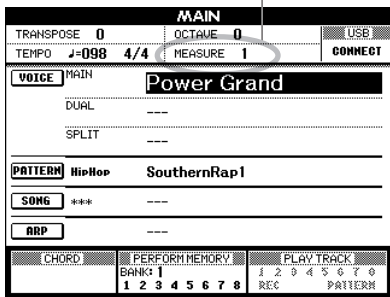 MAIN
TRANSPOSE 0 OCTAVE 0 USB
TEMPO ♩=098 4/4 MEASURE 1 CONNECT
VOICE MAIN Power Grand
DUAL ---
SPLIT ---
PATTERN HipHop SouthernRap1
SONG *** ---
ARP ---
CHORD PERFORM MEMORY PLAY TRACK
BANK: 1 1 2 3 4 5 6 7 8
1 2 3 4 5 6 7 8 REC PATTERN